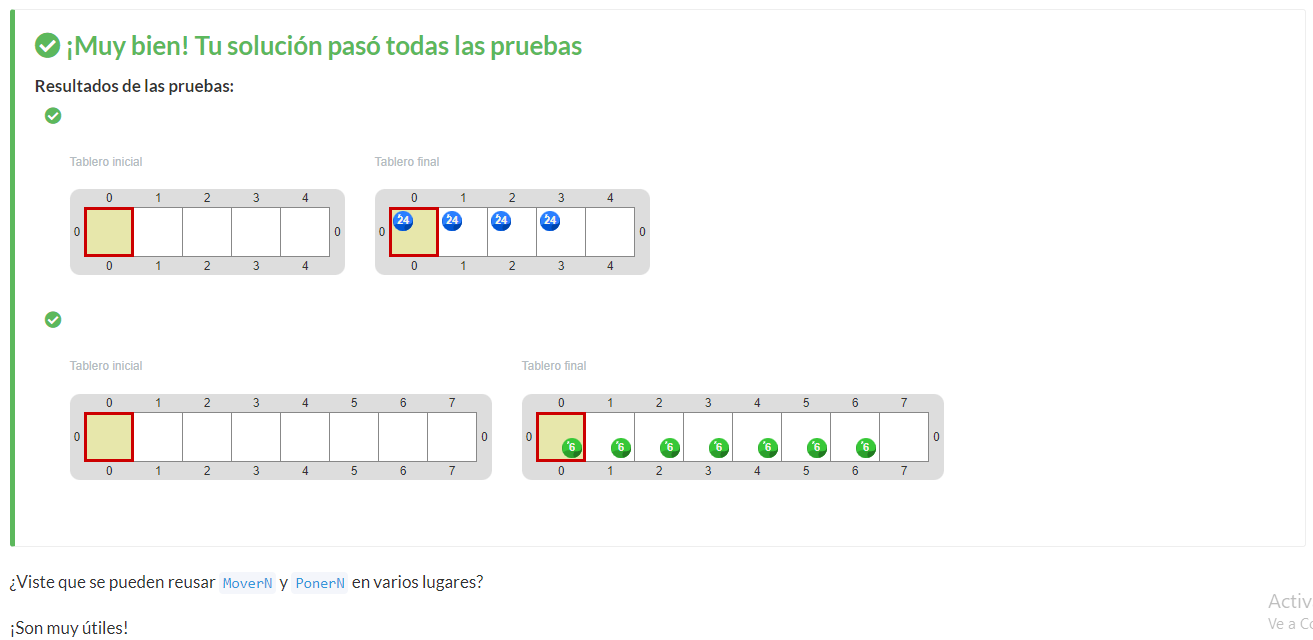 ¡Muy bien! Tu solución pasó todas las pruebas
Resultados de las pruebas:
Tablero inicial
Tablero final
0 1 2 3 4
0 1 2 3 4
0 0
0 24 24 24 24 0
0 1 2 3 4
0 1 2 3 4
Tablero inicial
Tablero final
0 1 2 3 4 5 6 7
0 1 2 3 4 5 6 7
0 0
0 6 6 6 6 6 6 6 0
0 1 2 3 4 5 6 7
0 1 2 3 4 5 6 7
¿Viste que se pueden reusar MoverN y PonerN en varios lugares?
¡Son muy útiles!
Activ
Ve a Co